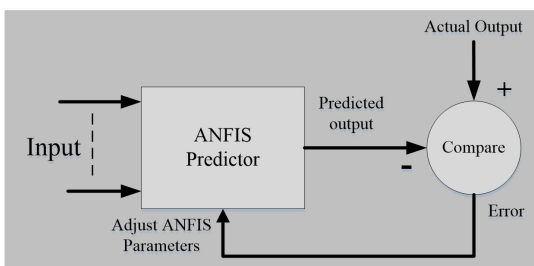 Actual Output
+
Predicted
output
Input
ANFIS
Predictor
Compare
-
Error
Adjust ANFIS
Parameters